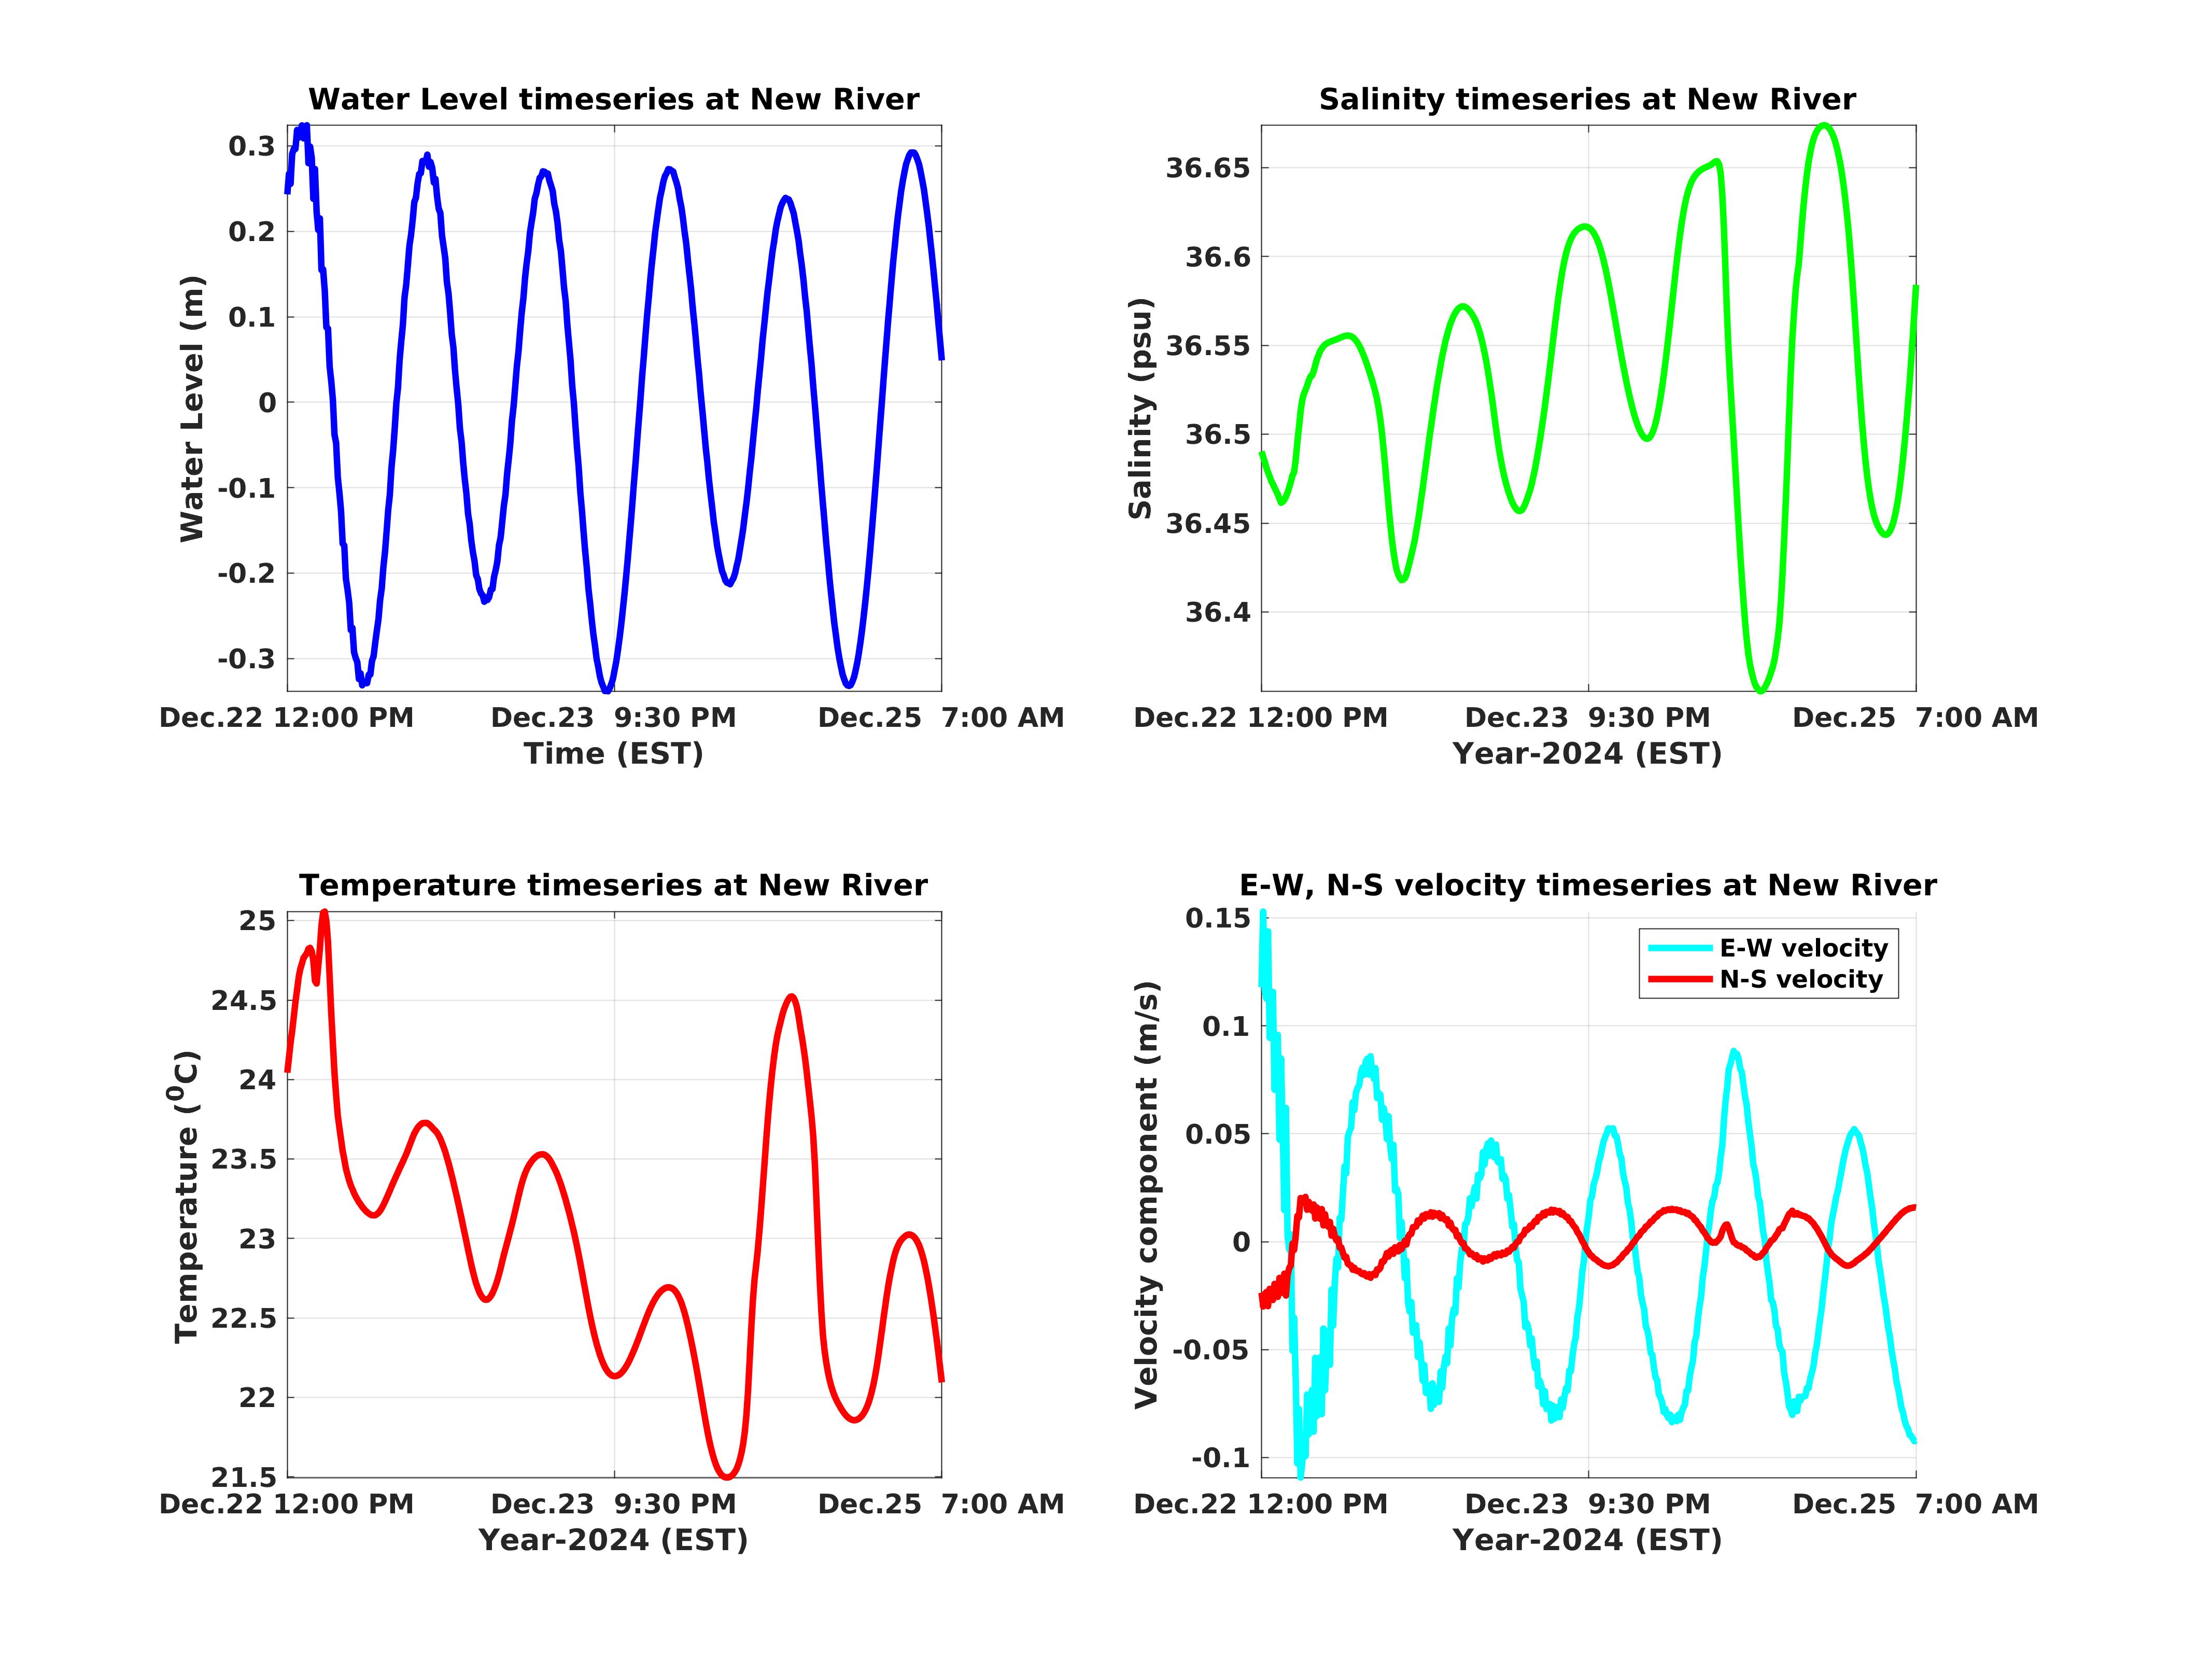 Water Level timeseries at New River
0.3
0.2
0.1
0
-0.1
-0.2
-0.3
Water Level (m)
Dec.22 12:00 PM
Dec.23 9:30 PM
Dec.25 7:00 AM
Time (EST)
Salinity timeseries at New River
36.65
36.6
36.55
36.5
36.45
36.4
Salinity (psu)
Dec.22 12:00 PM
Dec.23 9:30 PM
Dec.25 7:00 AM
Year-2024 (EST)
Temperature timeseries at New River
25
24.5
24
23.5
23
22.5
22
21.5
Temperature (⁰C)
Dec.22 12:00 PM
Dec.23 9:30 PM
Dec.25 7:00 AM
Year-2024 (EST)
E-W, N-S velocity timeseries at New River
0.15
0.1
0.05
0
-0.05
-0.1
Velocity component (m/s)
E-W velocity
N-S velocity
Dec.22 12:00 PM
Dec.23 9:30 PM
Dec.25 7:00 AM
Year-2024 (EST)